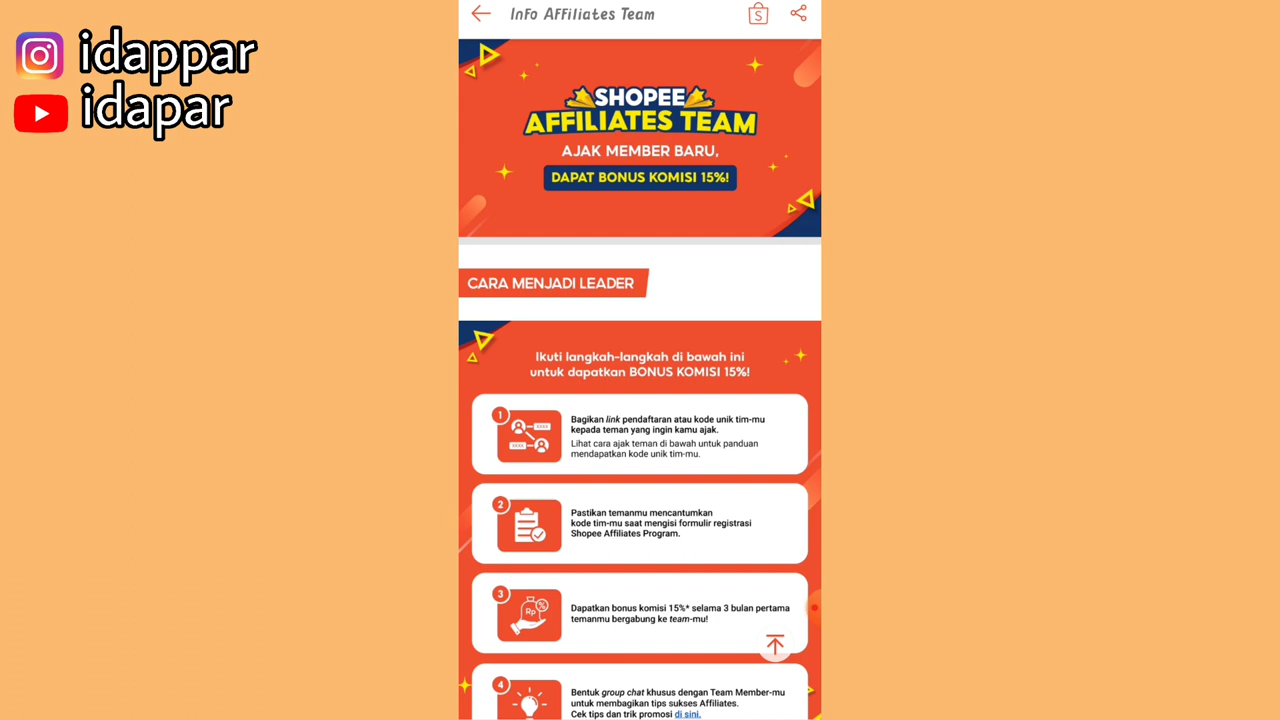 idappar
idapar
Info Affiliates Team
S
SHOPEE
AFFILIATES TEAM
AJAK MEMBER BARU,
DAPAT BONUS KOMISI 15%!
CARA MENJADI LEADER
Ikuti langkah-langkah di bawah ini
untuk dapatkan BONUS KOMISI 15%!
1
Bagikan link pendaftaran atau kode unik tim-mu
kepada teman yang ingin kamu ajak.
Lihat cara ajak teman di bawah untuk panduan
mendapatkan kode unik tim-mu.
2
Pastikan temanmu mencantumkan
kode tim-mu saat mengisi formulir registrasi
Shopee Affiliates Program.
3
Rp %
Dapatkan bonus komisi 15%* selama 3 bulan pertama
temanmu bergabung ke team-mu!
4
Bentuk group chat khusus dengan Team Member-mu
untuk membagikan tips sukses Affiliates.
Cek tips dan trik promosi di sini.